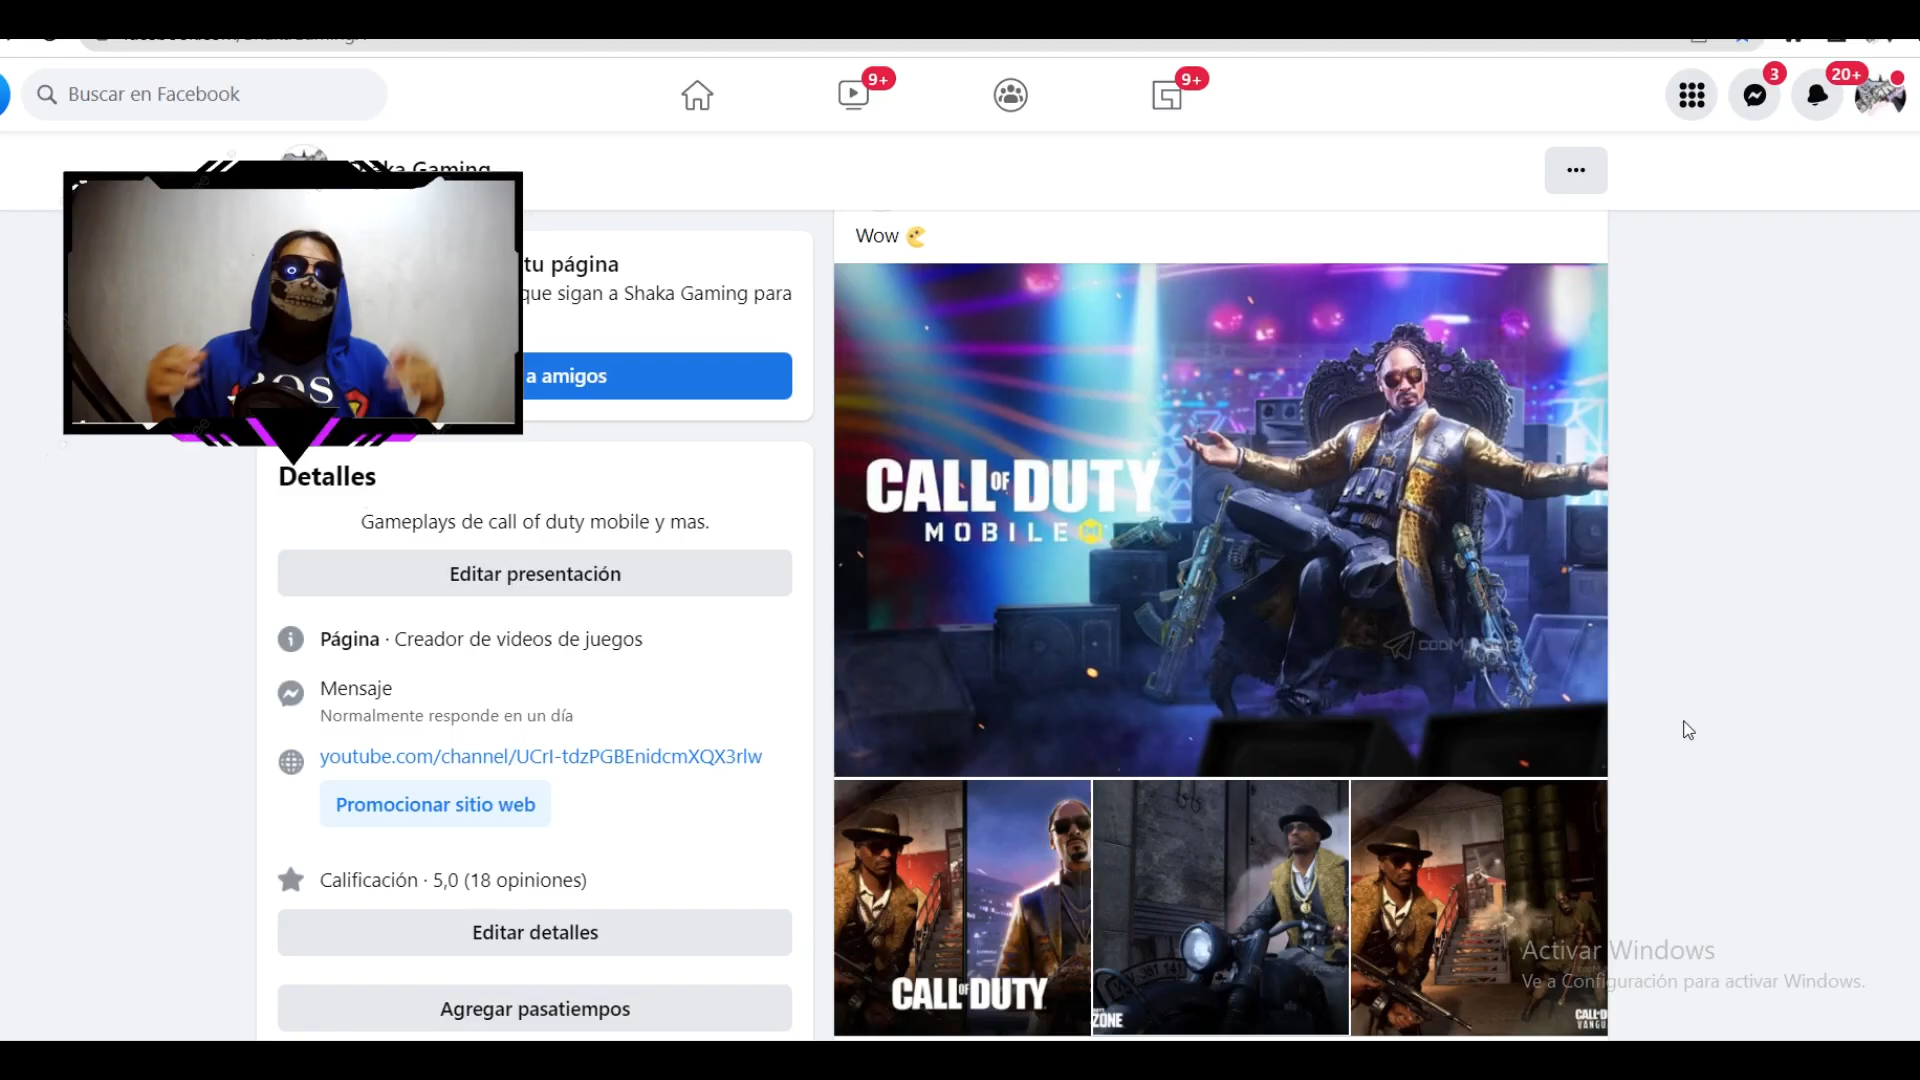 Buscar en Facebook
9+
9+
3
20+
Shaka Gaming
tu página
que sigan a Shaka Gaming para
a amigos
Detalles
Gameplays de call of duty mobile y mas.
Editar presentación
Página · Creador de videos de juegos
Mensaje
Normalmente responde en un día
youtube.com/channel/UCrI-tdzPGBEnidcmXQX3rlw
Promocionar sitio web
Calificación · 5,0 (18 opiniones)
Editar detalles
Agregar pasatiempos
Wow
CALL OF DUTY
MOBILE
CALL OF DUTY
ZONE
Activar Windows
Ve a Configuración para activar Windows.